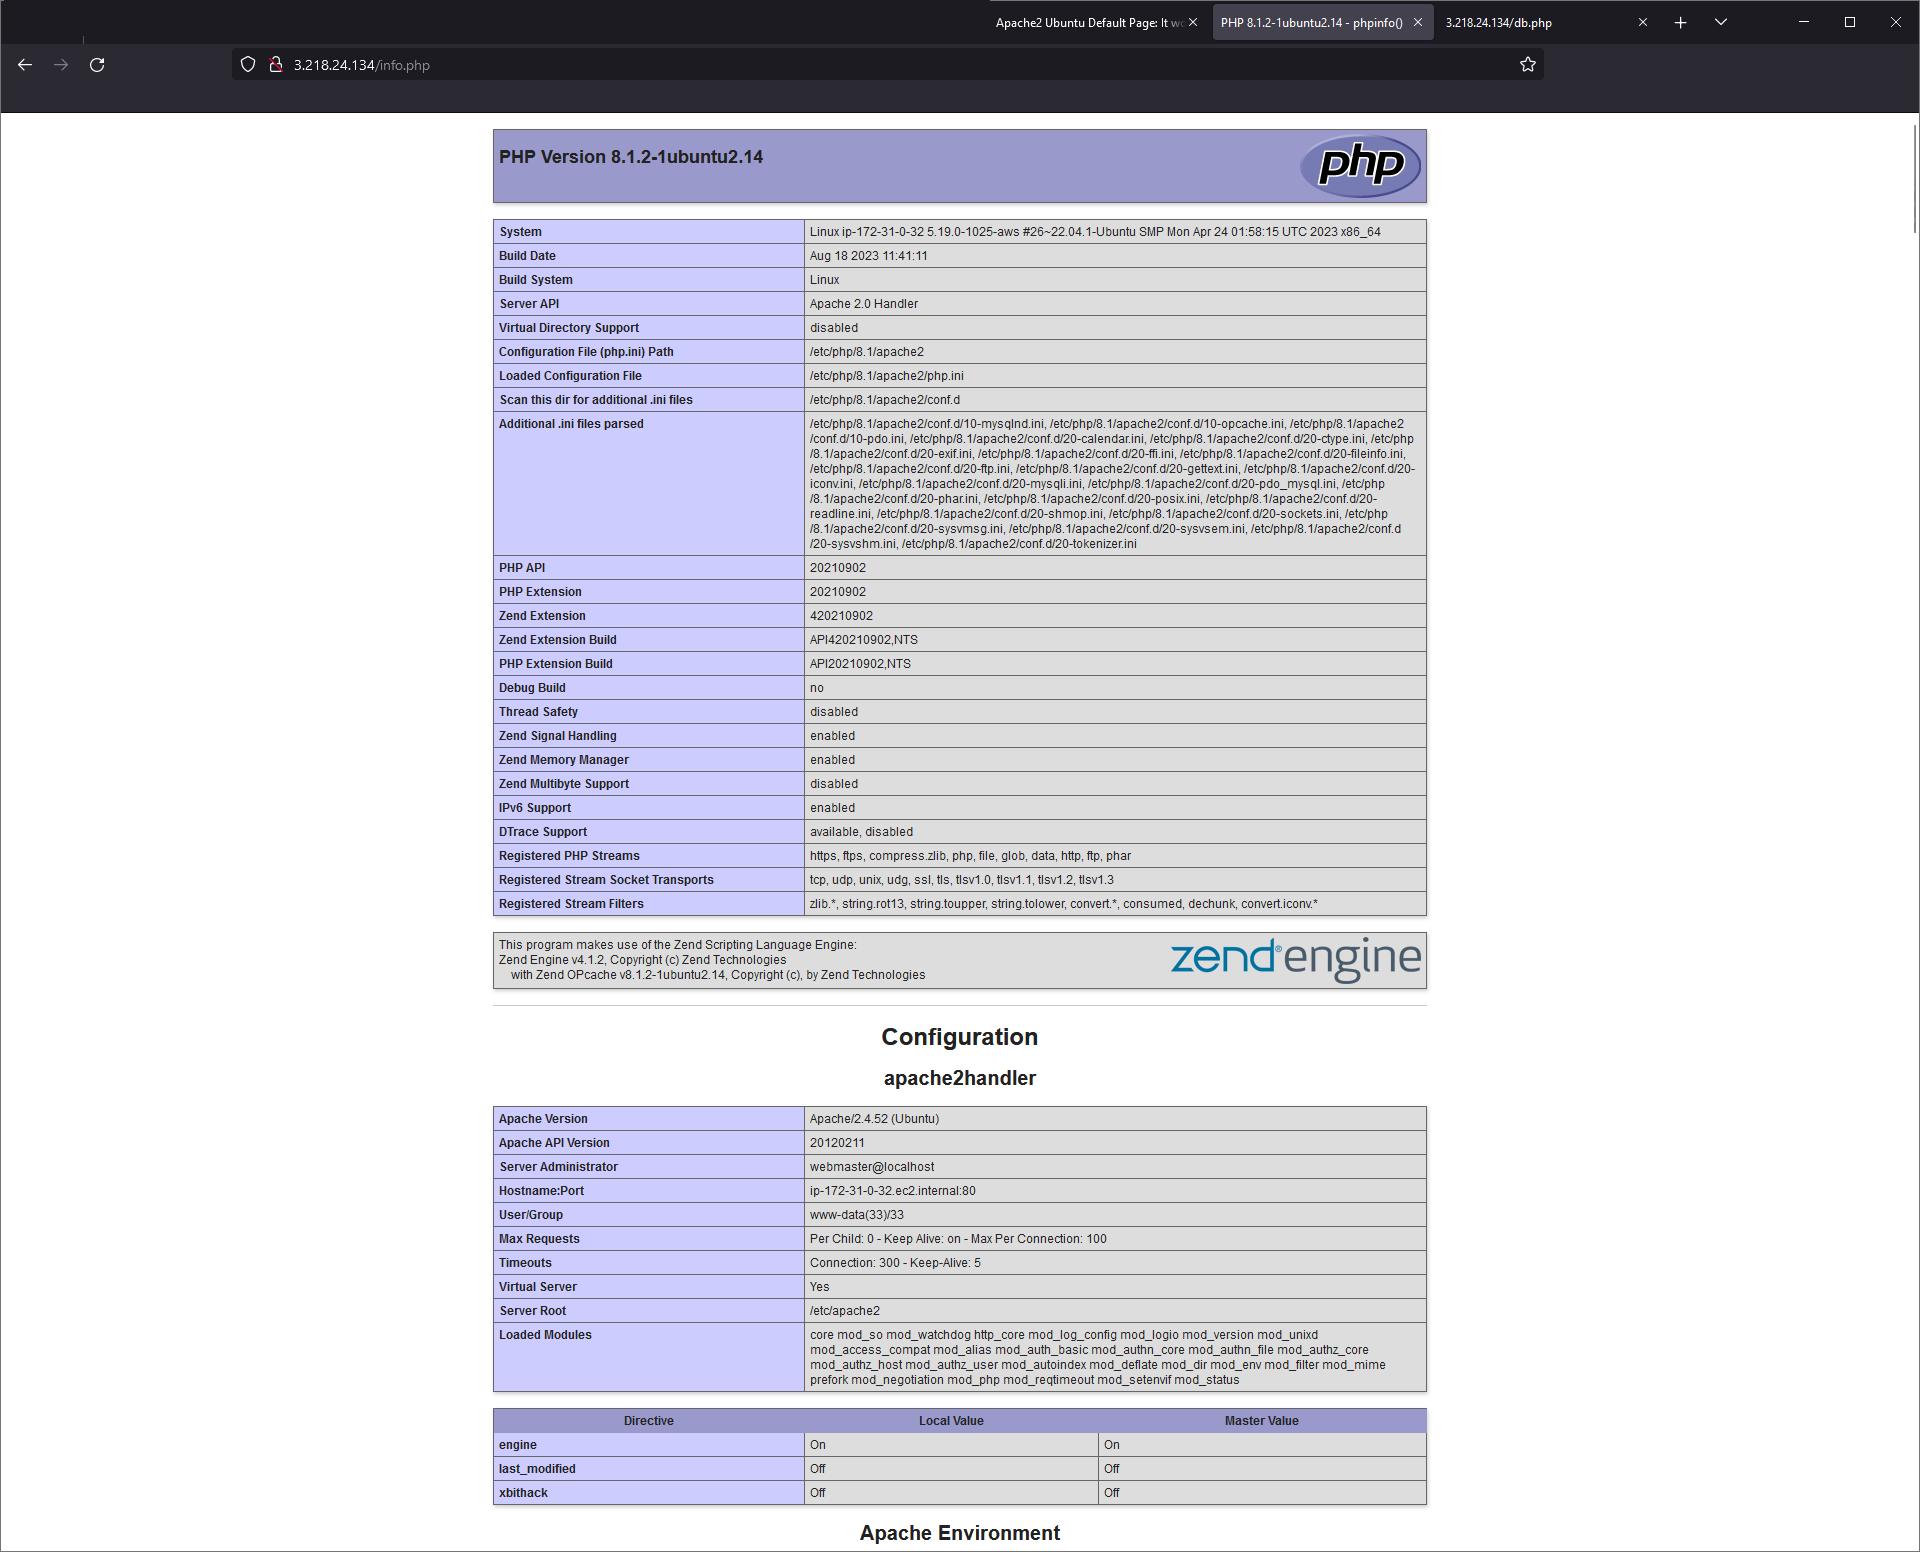 Apache2 Ubuntu Default Page: It wo
PHP 8.1.2-1ubuntu2.14 - phpinfo()
3.218.24.134/db.php
3.218.24.134/info.php
PHP Version 8.1.2-1ubuntu2.14
php
System Linux ip-172-31-0-32 5.19.0-1025-aws #26~22.04.1-Ubuntu SMP Mon Apr 24 01:58:15 UTC 2023 x86_64
Build Date Aug 18 2023 11:41:11
Build System Linux
Server API Apache 2.0 Handler
Virtual Directory Support disabled
Configuration File (php.ini) Path /etc/php/8.1/apache2
Loaded Configuration File /etc/php/8.1/apache2/php.ini
Scan this dir for additional .ini files /etc/php/8.1/apache2/conf.d
Additional .ini files parsed /etc/php/8.1/apache2/conf.d/10-mysqlnd.ini, /etc/php/8.1/apache2/conf.d/10-opcache.ini, /etc/php/8.1/apache2
/conf.d/10-pdo.ini, /etc/php/8.1/apache2/conf.d/20-calendar.ini, /etc/php/8.1/apache2/conf.d/20-ctype.ini, /etc/php
/8.1/apache2/conf.d/20-exif.ini, /etc/php/8.1/apache2/conf.d/20-ffi.ini, /etc/php/8.1/apache2/conf.d/20-fileinfo.ini,
/etc/php/8.1/apache2/conf.d/20-ftp.ini, /etc/php/8.1/apache2/conf.d/20-gettext.ini, /etc/php/8.1/apache2/conf.d/20-
iconv.ini, /etc/php/8.1/apache2/conf.d/20-mysqli.ini, /etc/php/8.1/apache2/conf.d/20-pdo_mysql.ini, /etc/php
/8.1/apache2/conf.d/20-phar.ini, /etc/php/8.1/apache2/conf.d/20-posix.ini, /etc/php/8.1/apache2/conf.d/20-
readline.ini, /etc/php/8.1/apache2/conf.d/20-shmop.ini, /etc/php/8.1/apache2/conf.d/20-sockets.ini, /etc/php
/8.1/apache2/conf.d/20-sysvmsg.ini, /etc/php/8.1/apache2/conf.d/20-sysvsem.ini, /etc/php/8.1/apache2/conf.d
/20-sysvshm.ini, /etc/php/8.1/apache2/conf.d/20-tokenizer.ini
PHP API 20210902
PHP Extension 20210902
Zend Extension 420210902
Zend Extension Build API420210902,NTS
PHP Extension Build API20210902,NTS
Debug Build no
Thread Safety disabled
Zend Signal Handling enabled
Zend Memory Manager enabled
Zend Multibyte Support disabled
IPv6 Support enabled
DTrace Support available, disabled
Registered PHP Streams https, ftps, compress.zlib, php, file, glob, data, http, ftp, phar
Registered Stream Socket Transports tcp, udp, unix, udg, ssl, tls, tlsv1.0, tlsv1.1, tlsv1.2, tlsv1.3
Registered Stream Filters zlib.*, string.rot13, string.toupper, string.tolower, convert.*, consumed, dechunk, convert.iconv.*
This program makes use of the Zend Scripting Language Engine:
Zend Engine v4.1.2, Copyright (c) Zend Technologies
with Zend OPcache v8.1.2-1ubuntu2.14, Copyright (c), by Zend Technologies
zend®engine
Configuration
apache2handler
Apache Version Apache/2.4.52 (Ubuntu)
Apache API Version 20120211
Server Administrator webmaster@localhost
Hostname:Port ip-172-31-0-32.ec2.internal:80
User/Group www-data(33)/33
Max Requests Per Child: 0 - Keep Alive: on - Max Per Connection: 100
Timeouts Connection: 300 - Keep-Alive: 5
Virtual Server Yes
Server Root /etc/apache2
Loaded Modules core mod_so mod_watchdog http_core mod_log_config mod_logio mod_version mod_unixd
mod_access_compat mod_alias mod_auth_basic mod_authn_core mod_authn_file mod_authz_core
mod_authz_host mod_authz_user mod_autoindex mod_deflate mod_dir mod_env mod_filter mod_mime
prefork mod_negotiation mod_php mod_reqtimeout mod_setenvif mod_status
Directive Local Value Master Value
engine On On
last_modified Off Off
xbithack Off Off
Apache Environment